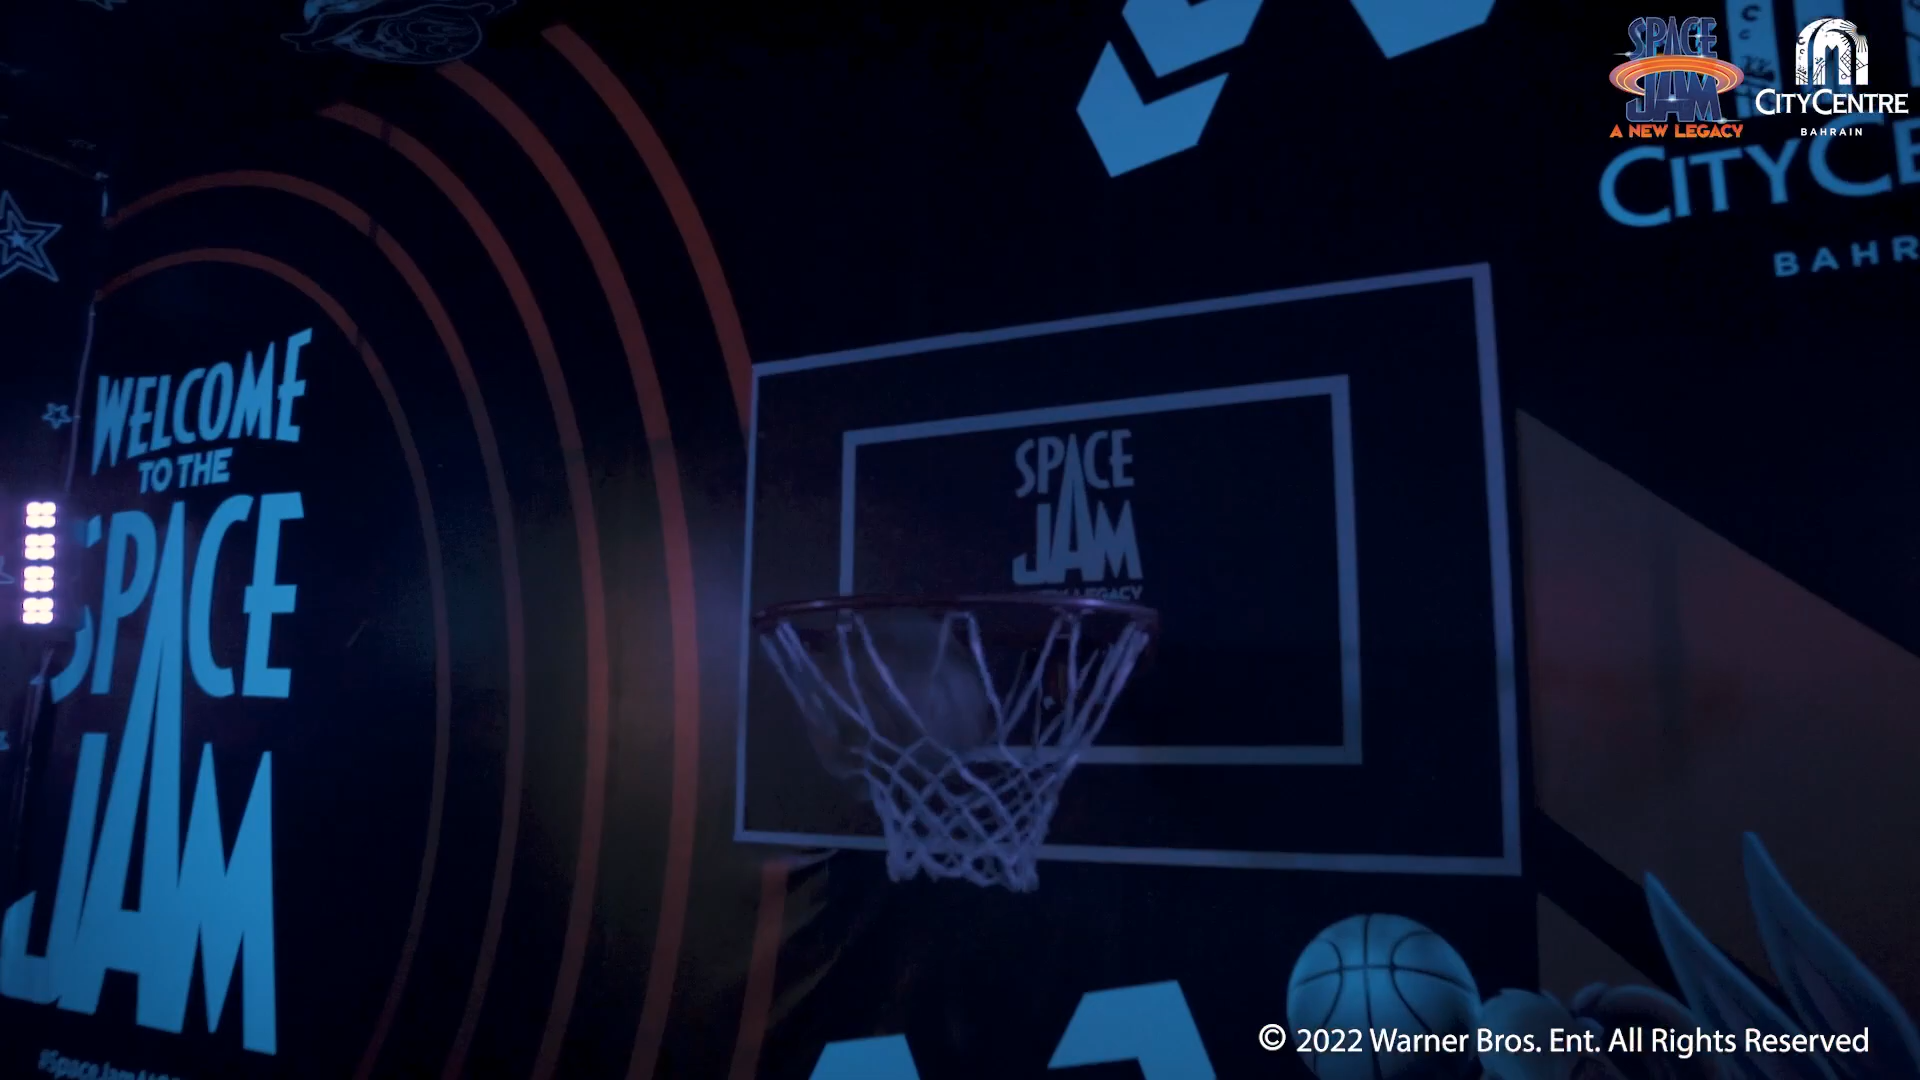 SPACE
JAM
A NEW LEGACY
CITYCENTRE
BAHRAIN
BAHR
WELCOME
TO THE
SPACE
JAM
SPACE
JAM
LEGACY
© 2022 Warner Bros. Ent. All Rights Reserved